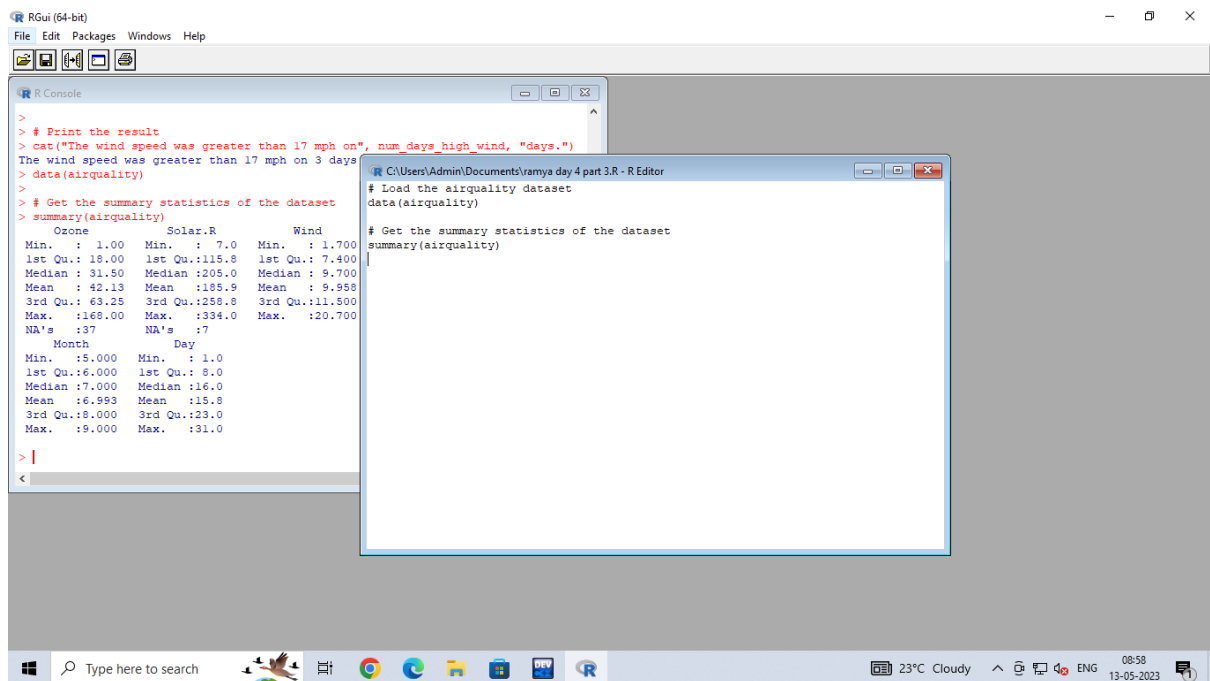 RGui (64-bit)
File Edit Packages Windows Help
R Console
>
> # Print the result
> cat("The wind speed was greater than 17 mph on", num_days_high_wind, "days.")
The wind speed was greater than 17 mph on 3 days
> data(airquality)
>
> # Get the summary statistics of the dataset
> summary(airquality)
Ozone Solar.R Wind
Min. : 1.00 Min. : 7.0 Min. : 1.700
1st Qu.: 18.00 1st Qu.:115.8 1st Qu.: 7.400
Median : 31.50 Median :205.0 Median : 9.700
Mean : 42.13 Mean :185.9 Mean : 9.958
3rd Qu.: 63.25 3rd Qu.:258.8 3rd Qu.:11.500
Max. :168.00 Max. :334.0 Max. :20.700
NA's :37 NA's :7
Month Day
Min. :5.000 Min. : 1.0
1st Qu.:6.000 1st Qu.: 8.0
Median :7.000 Median :16.0
Mean :6.993 Mean :15.8
3rd Qu.:8.000 3rd Qu.:23.0
Max. :9.000 Max. :31.0
>
C:\Users\Admin\Documents\ramya day 4 part 3.R - R Editor
# Load the airquality dataset
data(airquality)
# Get the summary statistics of the dataset
summary(airquality)
Type here to search
DEV
23°C Cloudy
ENG
08:58
13-05-2023
1